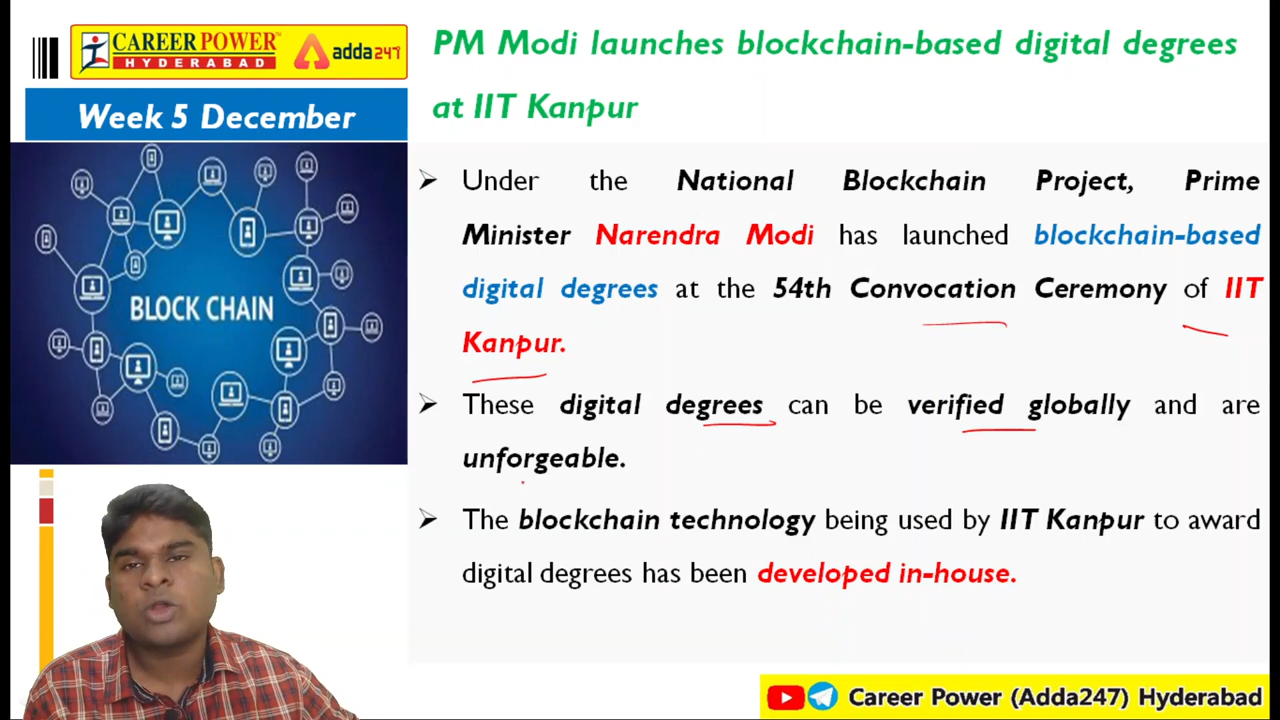 CAREER POWER
HYDERABAD
adda247
Week 5 December
BLOCK CHAIN
PM Modi launches blockchain-based digital degrees
at IIT Kanpur
➢ Under the National Blockchain Project, Prime
Minister Narendra Modi has launched blockchain-based
digital degrees at the 54th Convocation Ceremony of IIT
Kanpur.
➢ These digital degrees can be verified globally and are
unforgeable.
➢ The blockchain technology being used by IIT Kanpur to award
digital degrees has been developed in-house.
Career Power (Adda247) Hyderabad